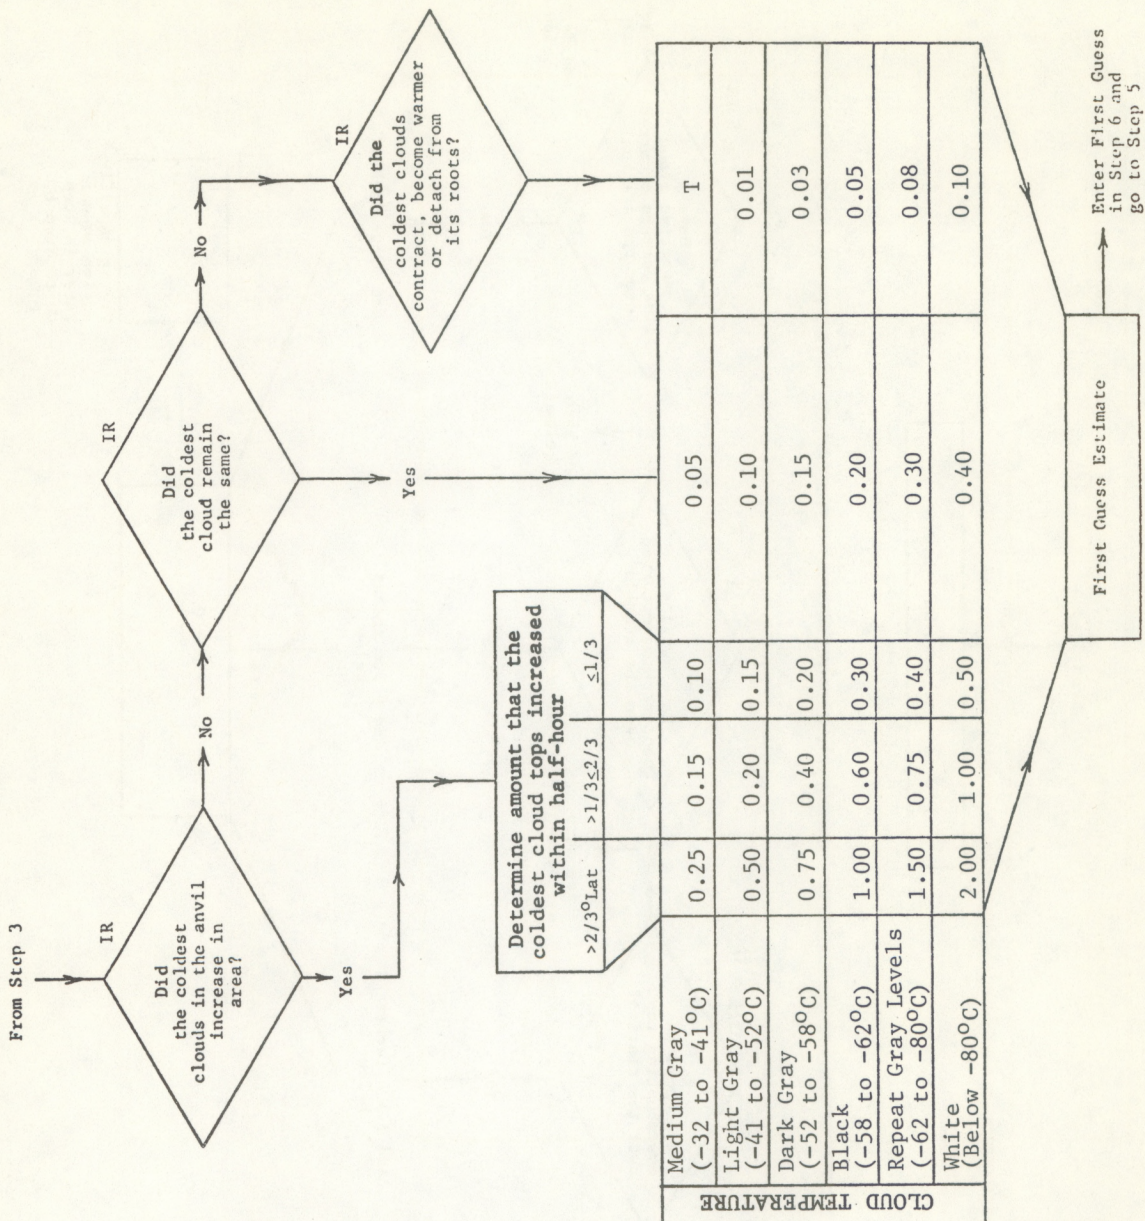 From Step 3
IR
Did
the coldest
clouds in the anvil
increase in
area?
No
Yes
IR
Did
the coldest
cloud remain
the same?
No
Yes
IR
Did the
coldest clouds
contract, become warmer
or detach from
its roots?
Determine amount that the
coldest cloud tops increased
within half-hour
>2/3°Lat >1/3≤2/3 ≤1/3
CLOUD TEMPERATURE
Medium Gray
(-32 to -41°C) 0.25 0.15 0.10 0.05 T
Light Gray
(-41 to -52°C) 0.50 0.20 0.15 0.10 0.01
Dark Gray
(-52 to -58°C) 0.75 0.40 0.20 0.15 0.03
Black
(-58 to -62°C) 1.00 0.60 0.30 0.20 0.05
Repeat Gray Levels
(-62 to -80°C) 1.50 0.75 0.40 0.30 0.08
White
(Below -80°C) 2.00 1.00 0.50 0.40 0.10
First Guess Estimate
Enter First Guess
in Step 6 and
go to Step 5